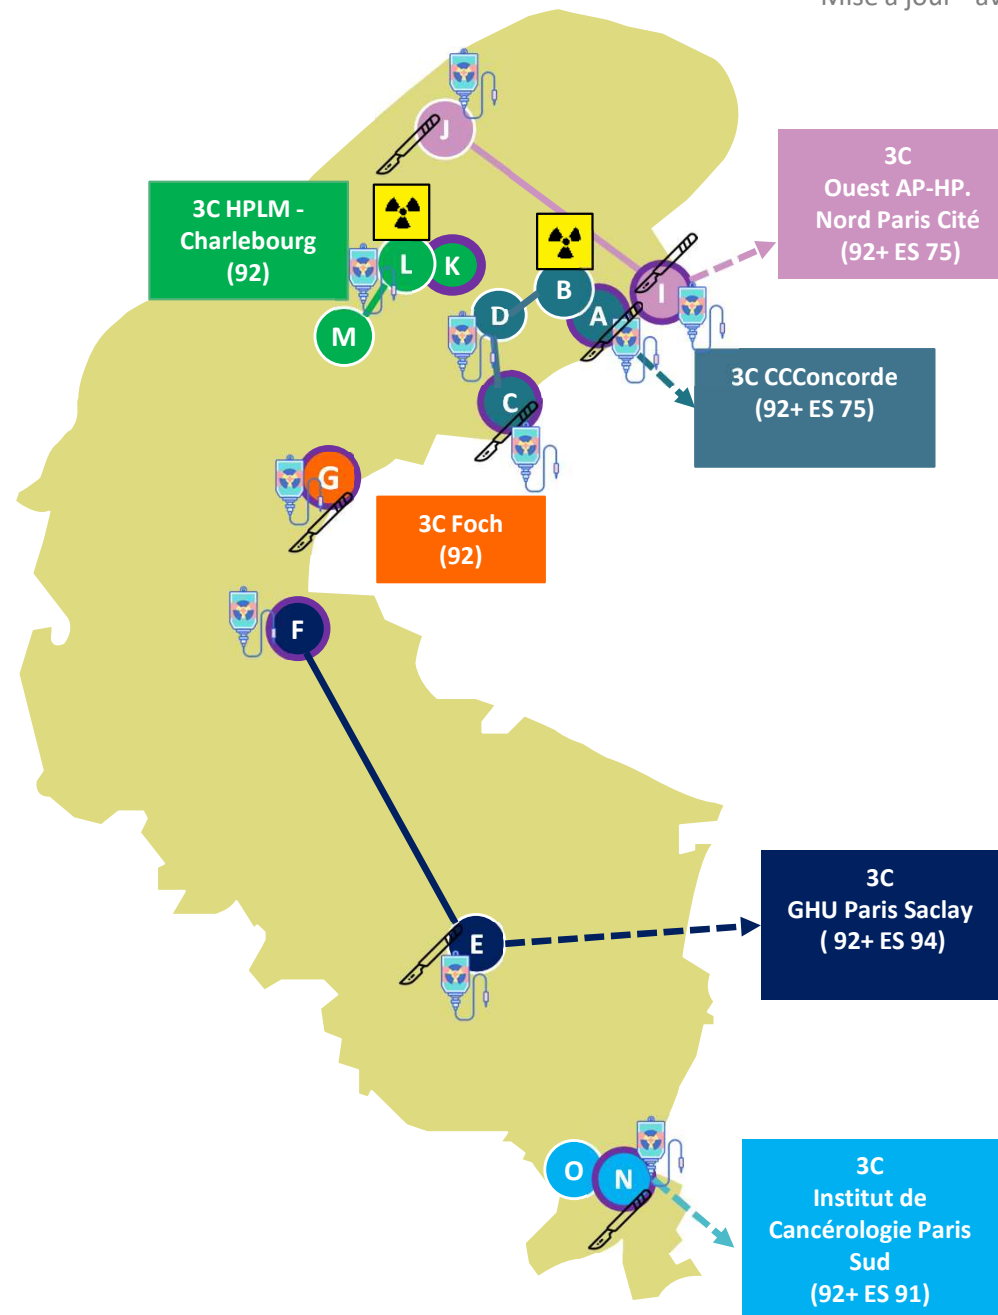 Mise à jour
J
3C
Ouest AP-HP.
Nord Paris Cité
(92+ ES 75)
3C HPLM -
Charlebourg
(92)
L
K
B
I
D
A
M
3C CCConcorde
(92+ ES 75)
C
G
3C Foch
(92)
F
3C
GHU Paris Saclay
( 92+ ES 94)
E
O
N
3C
Institut de
Cancérologie Paris
Sud
(92+ ES 91)